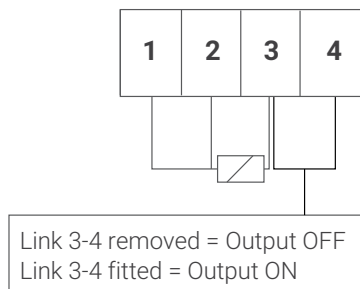 1 2 3 4
Link 3-4 removed = Output OFF
Link 3-4 fitted = Output ON